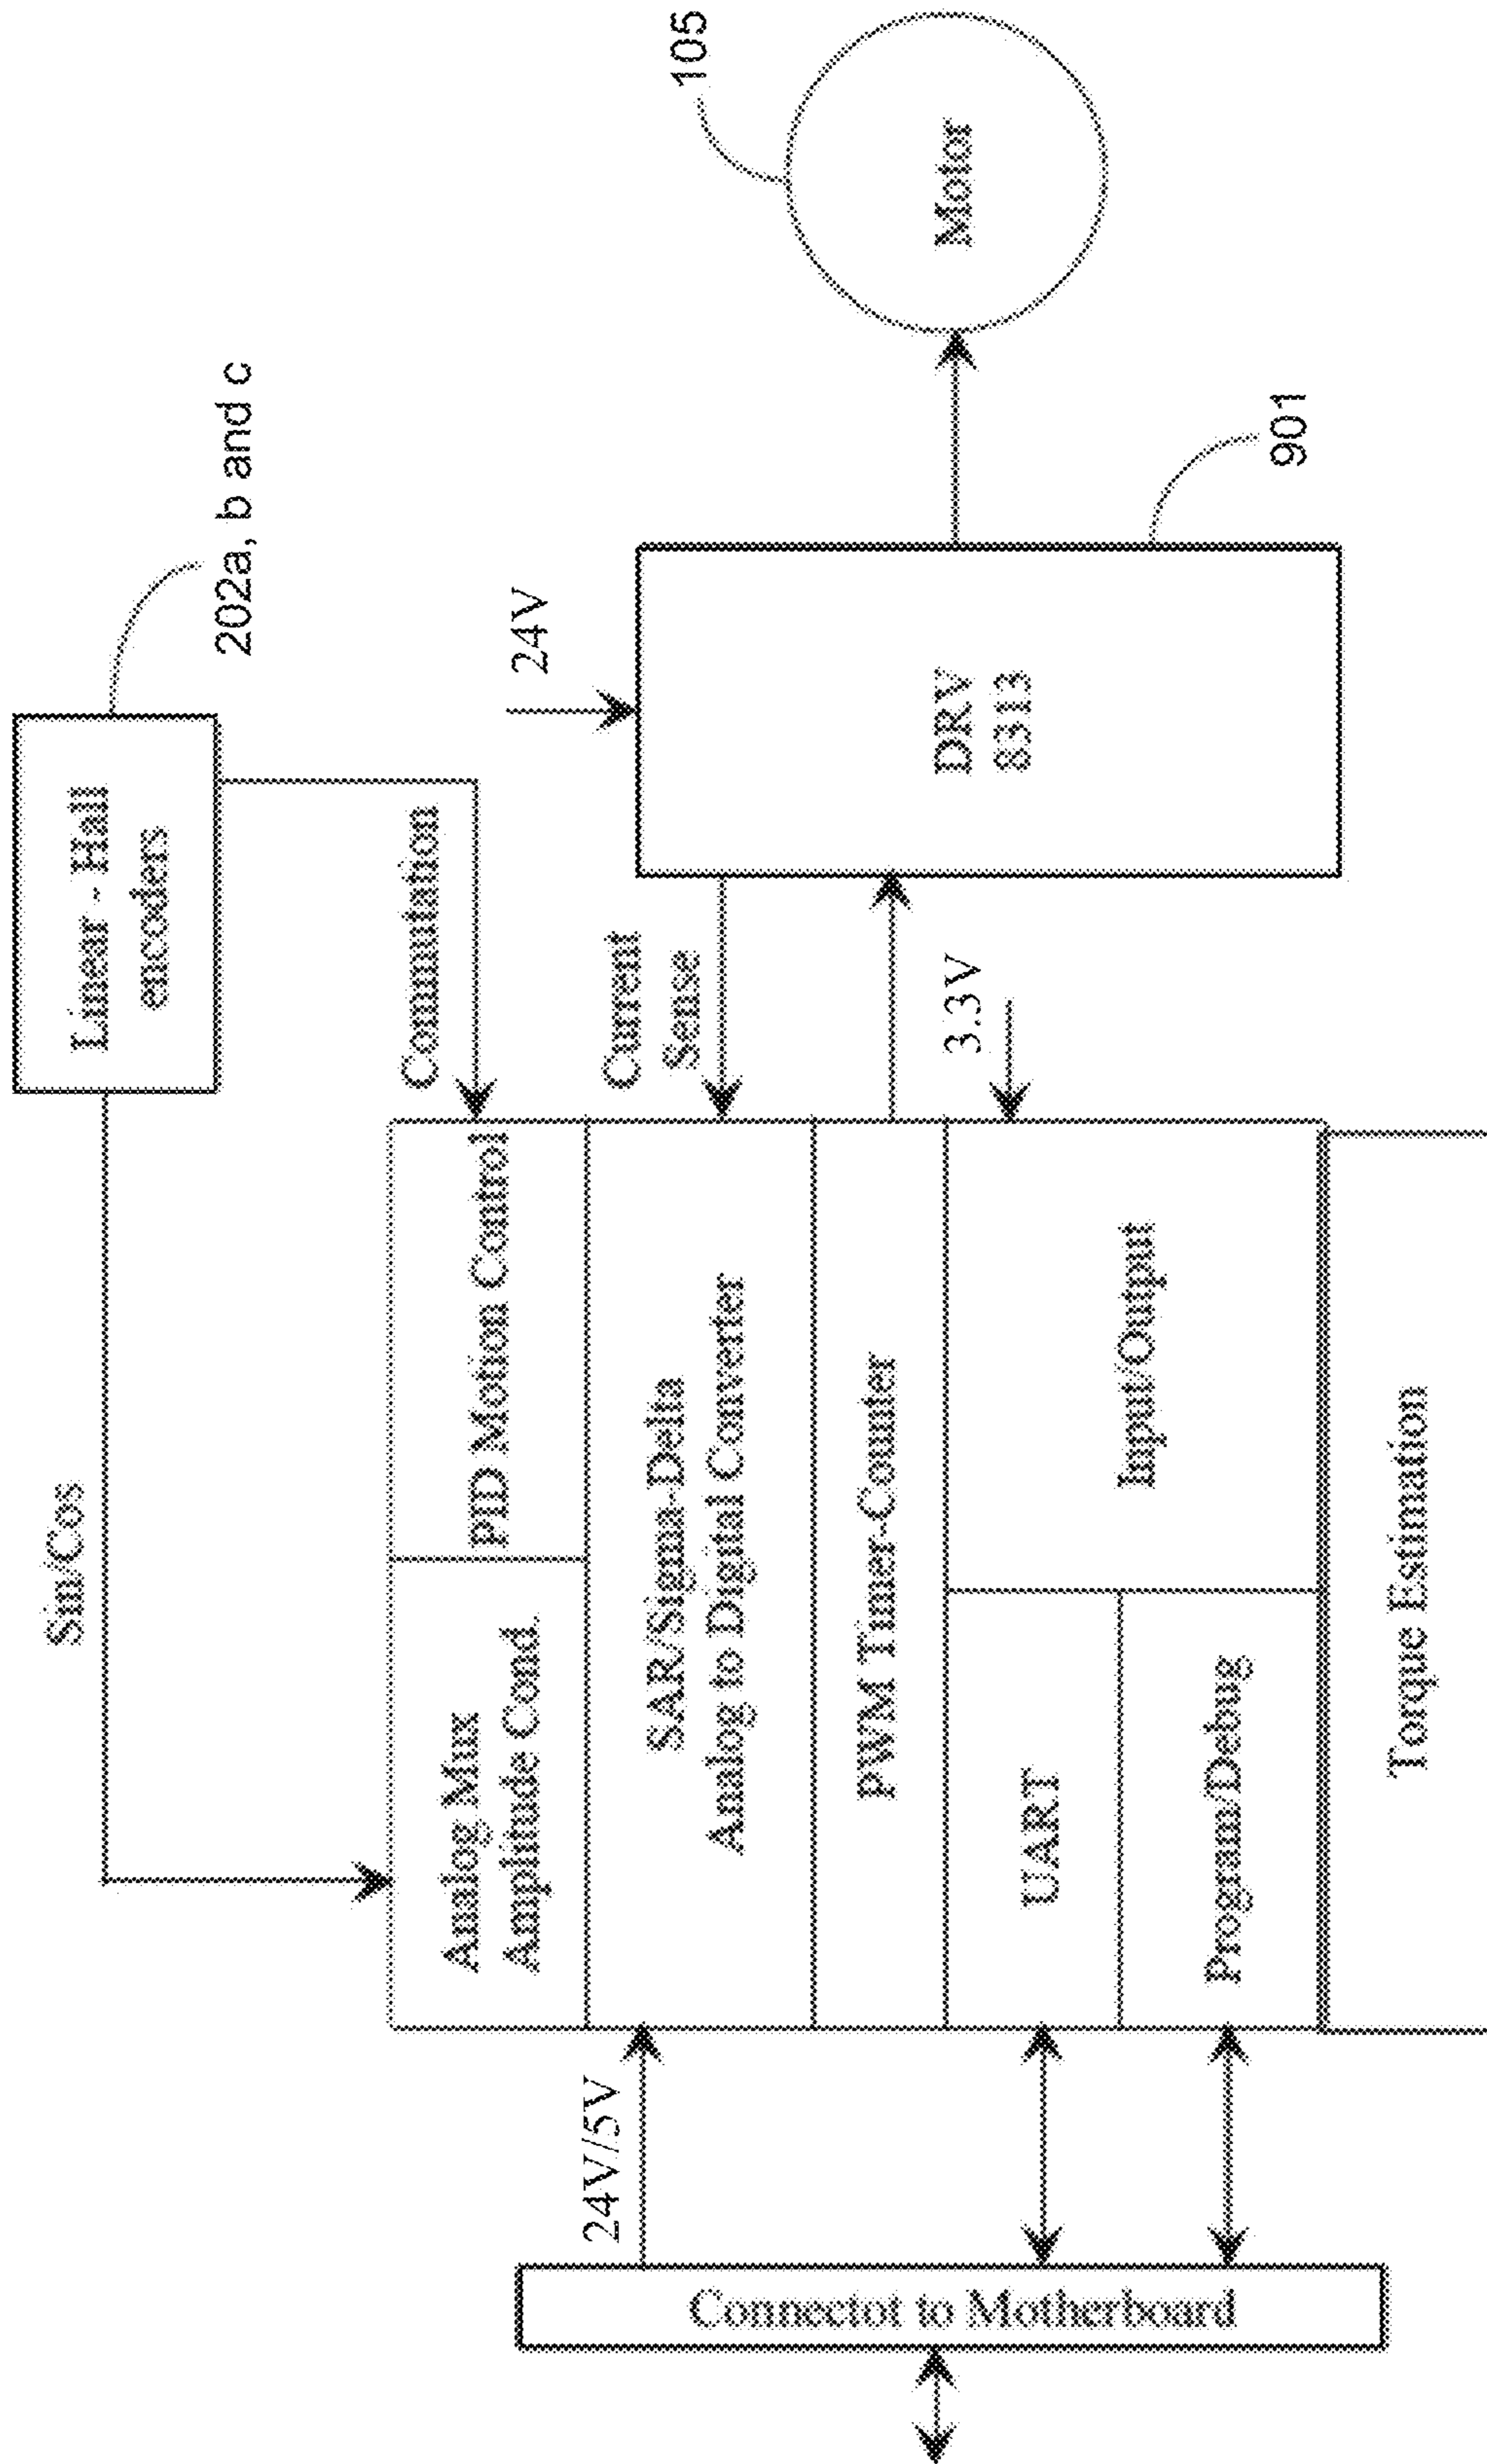 Linear - Hall
encoders
202a, b and c
Sin/Cos
Commutation
Analog Mux
Amplitude Cond.
PID Motion Control
24V/5V
SAR/Sigma-Delta
Analog to Digital Converter
Current
Sense
24V
105
Motor
DRV
8313
901
PWM Timer-Counter
3.3V
UART
Input/Output
Program/Debug
Torque Estimation
Connectot to Motherboard